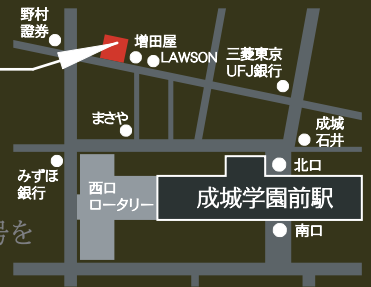 野村
證券
増田屋
LAWSON
三菱東京
UFJ銀行
まさや
成城
石井
みずほ
銀行
西口
ロータリー
北口
成城学園前駅
南口
号を